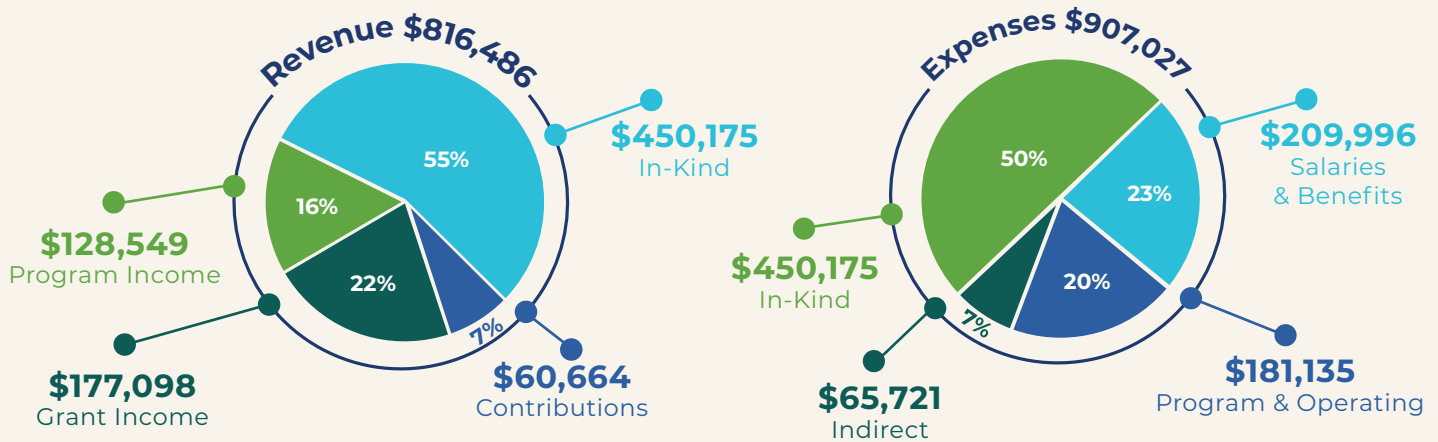 Revenue $816,486
55%
16%
22%
7%
$450,175
In-Kind
$128,549
Program Income
$177,098
Grant Income
$60,664
Contributions
Expenses $907,027
50%
23%
20%
7%
$209,996
Salaries
& Benefits
$450,175
In-Kind
$65,721
Indirect
$181,135
Program & Operating